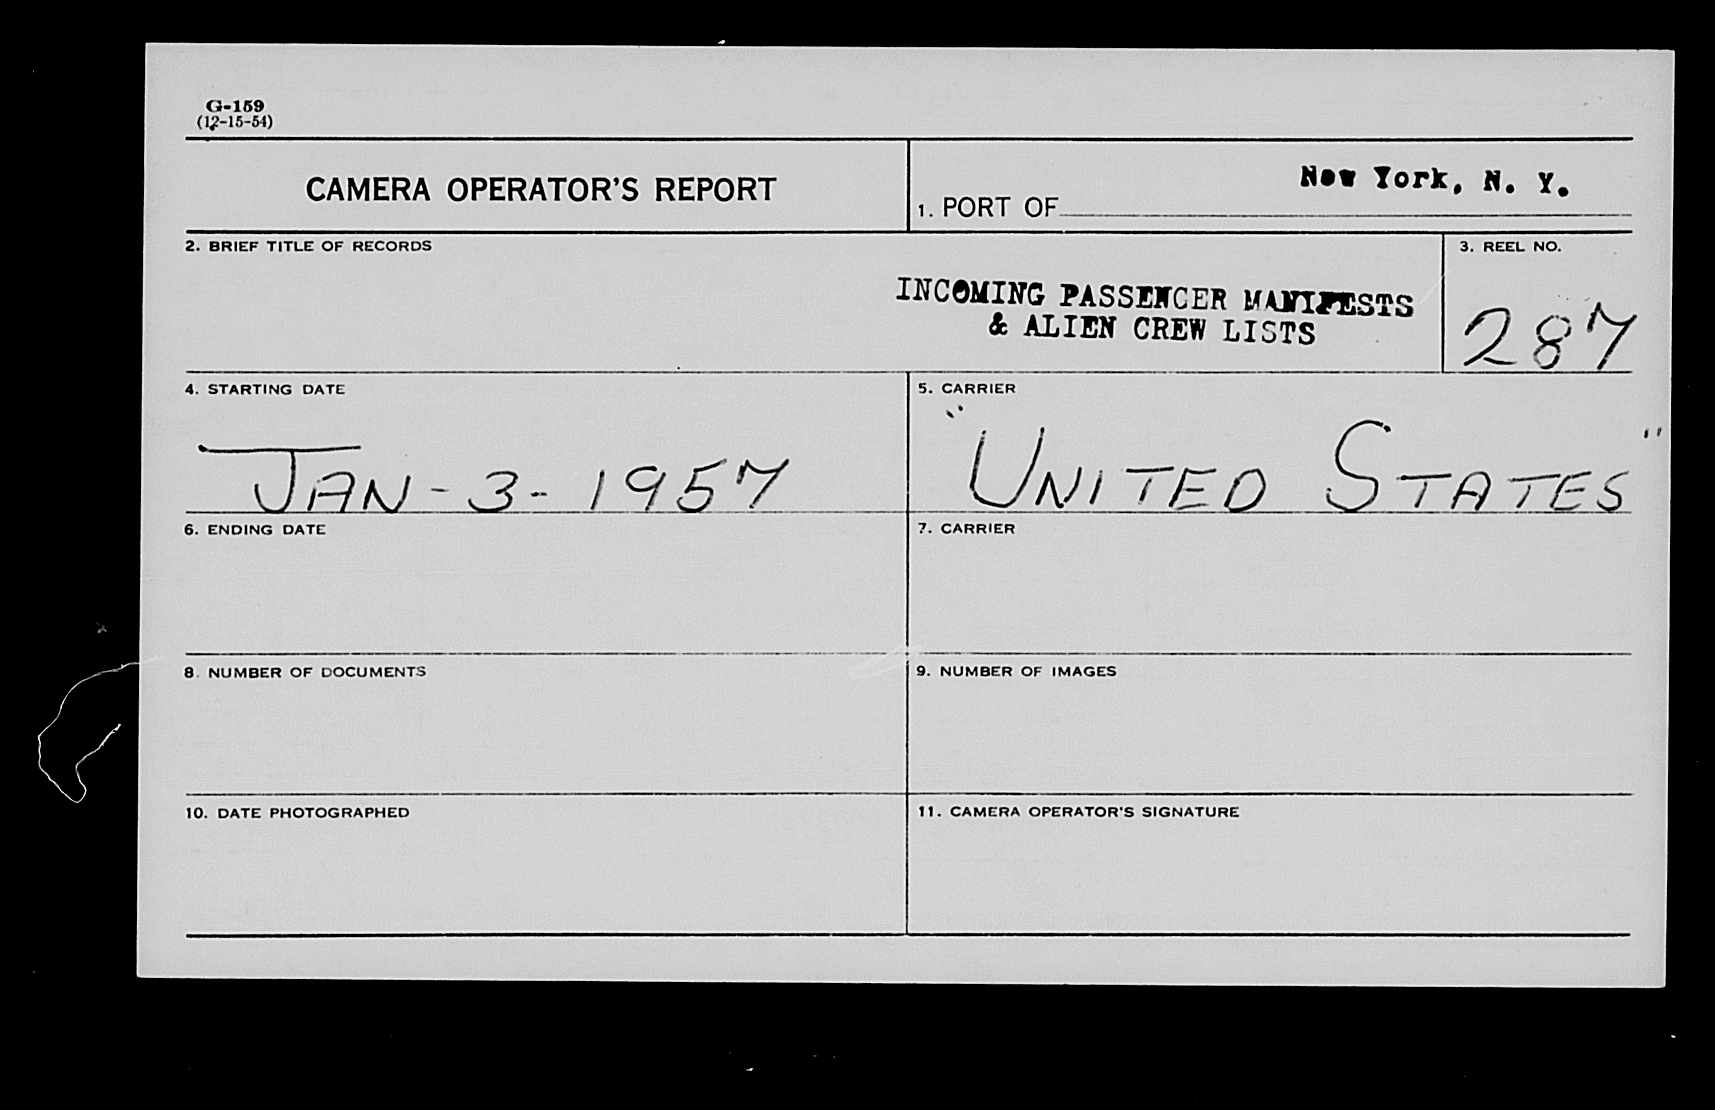 G-159
(12-15-54)
CAMERA OPERATOR'S REPORT
1. PORT OF New York, N. Y.
2. BRIEF TITLE OF RECORDS
INCOMING PASSENGER MANIFESTS
& ALIEN CREW LISTS
3. REEL NO.
287
4. STARTING DATE
JAN-3-1957
5. CARRIER
"UNITED STATES"
6. ENDING DATE
7. CARRIER
8. NUMBER OF DOCUMENTS
9. NUMBER OF IMAGES
10. DATE PHOTOGRAPHED
11. CAMERA OPERATOR'S SIGNATURE